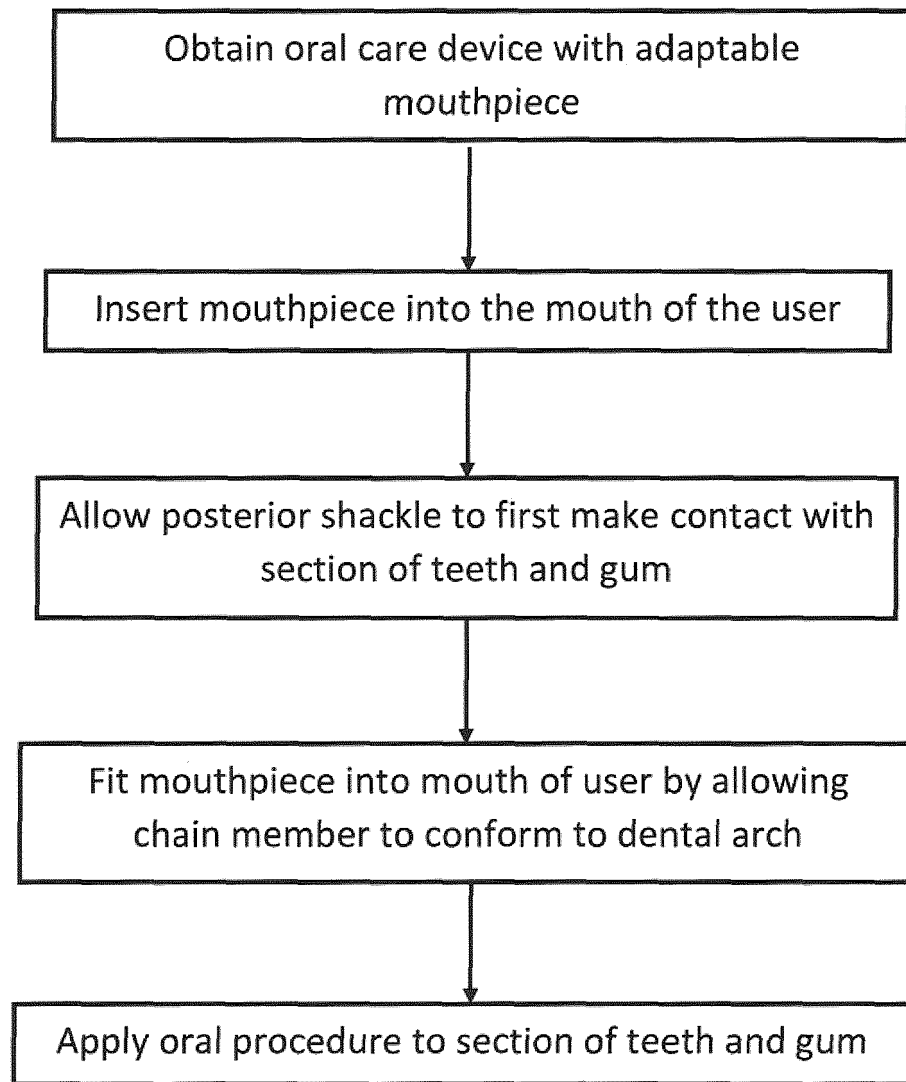 Obtain oral care device with adaptable
mouthpiece
Insert mouthpiece into the mouth of the user
Allow posterior shackle to first make contact with
section of teeth and gum
Fit mouthpiece into mouth of user by allowing
chain member to conform to dental arch
Apply oral procedure to section of teeth and gum